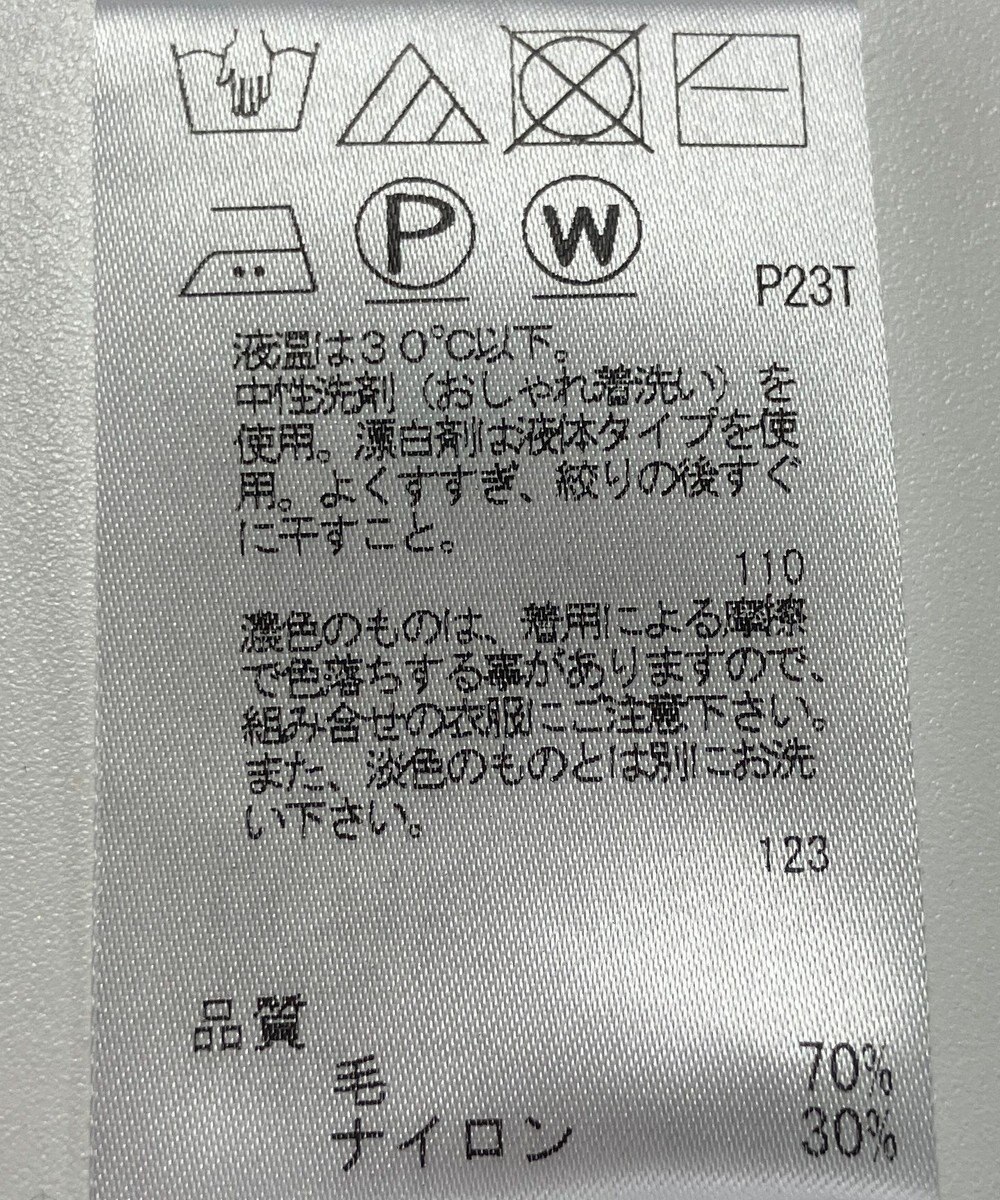 P
W
P23T
液温は30℃以下。
中性洗剤（おしゃれ着洗い）を
使用。漂白剤は液体タイプを使
用。よくすすぎ、絞りの後すぐ
に干すこと。
110
濃色のものは、着用による摩擦
で色落ちする事がありますので、
組み合せの衣服にご注意下さい。
また、淡色のものとは別にお洗
い下さい。
123
品質
毛 70%
ナイロン 30%